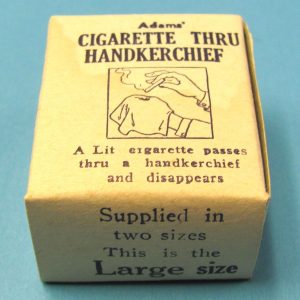 Adams'
CIGARETTE THRU
HANDKERCHIEF
A Lit cigarette passes
thru a handkerchief
and disappears
Supplied in
two sizes
This is the
Large size